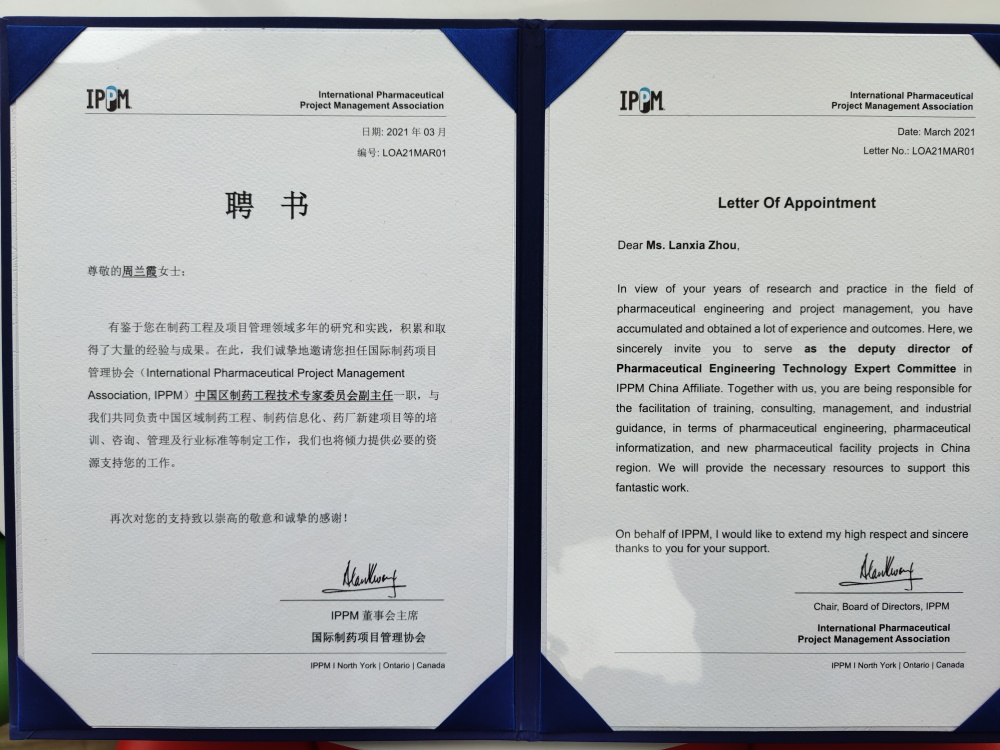 IPPM
International Pharmaceutical
Project Management Association
日期: 2021 年 03 月
编号: LOA21MAR01
聘 书
尊敬的周兰霞女士：
有鉴于您在制药工程及项目管理领域多年的研究和实践，积累和取
得了大量的经验与成果。在此，我们诚挚地邀请您担任国际制药项目
管理协会（International Pharmaceutical Project Management
Association, IPPM）中国区制药工程技术专家委员会副主任一职，与
我们共同负责中国区域制药工程、制药信息化、药厂新建项目等的培
训、咨询、管理及行业标准等制定工作，我们也将倾力提供必要的资
源支持您的工作。
再次对您的支持致以崇高的敬意和诚挚的感谢！
IPPM 董事会主席
国际制药项目管理协会
IPPM I North York | Ontario | Canada
IPPM
International Pharmaceutical
Project Management Association
Date: March 2021
Letter No.: LOA21MAR01
Letter Of Appointment
Dear Ms. Lanxia Zhou,
In view of your years of research and practice in the field of
pharmaceutical engineering and project management, you have
accumulated and obtained a lot of experience and outcomes. Here, we
sincerely invite you to serve as the deputy director of
Pharmaceutical Engineering Technology Expert Committee in
IPPM China Affiliate. Together with us, you are being responsible for
the facilitation of training, consulting, management, and industrial
guidance, in terms of pharmaceutical engineering, pharmaceutical
informatization, and new pharmaceutical facility projects in China
region. We will provide the necessary resources to support this
fantastic work.
On behalf of IPPM, I would like to extend my high respect and sincere
thanks to you for your support.
Chair, Board of Directors, IPPM
International Pharmaceutical
Project Management Association
IPPM I North York | Ontario | Canada